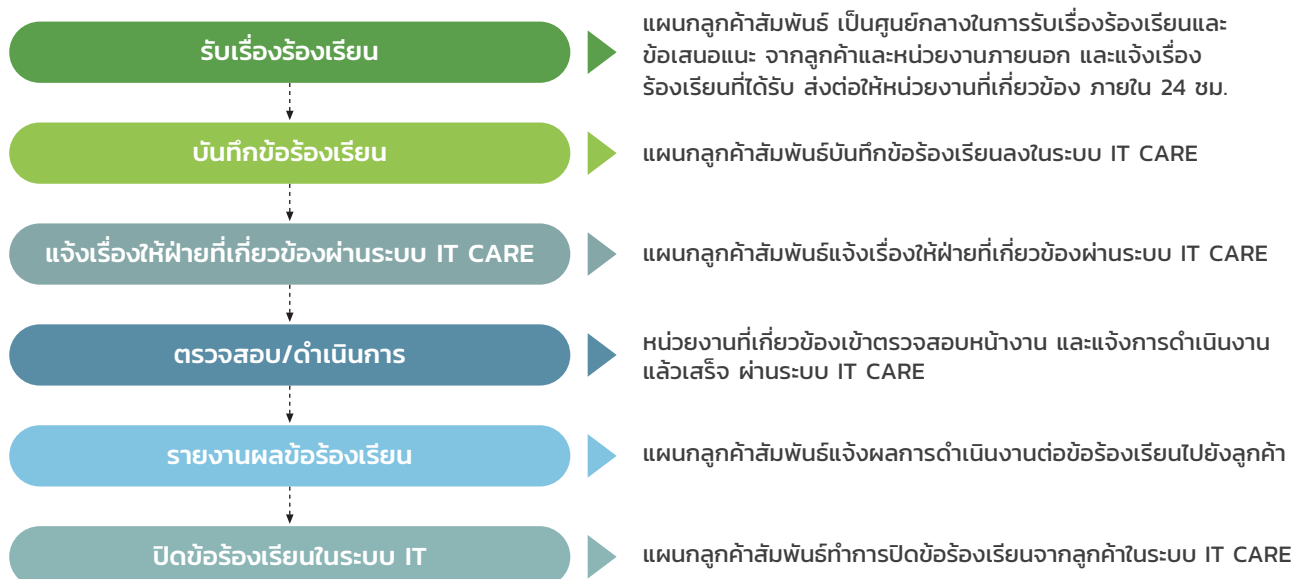 รับเรื่องร้องเรียน
แผนกลูกค้าสัมพันธ์ เป็นศูนย์กลางในการรับเรื่องร้องเรียนและ
ข้อเสนอแนะ จากลูกค้าและหน่วยงานภายนอก และแจ้งเรื่อง
ร้องเรียนที่ได้รับ ส่งต่อให้หน่วยงานที่เกี่ยวข้อง ภายใน 24 ชม.
บันทึกข้อร้องเรียน
แผนกลูกค้าสัมพันธ์บันทึกข้อร้องเรียนลงในระบบ IT CARE
แจ้งเรื่องให้ฝ่ายที่เกี่ยวข้องผ่านระบบ IT CARE
แผนกลูกค้าสัมพันธ์แจ้งเรื่องให้ฝ่ายที่เกี่ยวข้องผ่านระบบ IT CARE
ตรวจสอบ/ดำเนินการ
หน่วยงานที่เกี่ยวข้องเข้าตรวจสอบหน้างาน และแจ้งการดำเนินงาน
แล้วเสร็จ ผ่านระบบ IT CARE
รายงานผลข้อร้องเรียน
แผนกลูกค้าสัมพันธ์แจ้งผลการดำเนินงานต่อข้อร้องเรียนไปยังลูกค้า
ปิดข้อร้องเรียนในระบบ IT
แผนกลูกค้าสัมพันธ์ทำการปิดข้อร้องเรียนจากลูกค้าในระบบ IT CARE